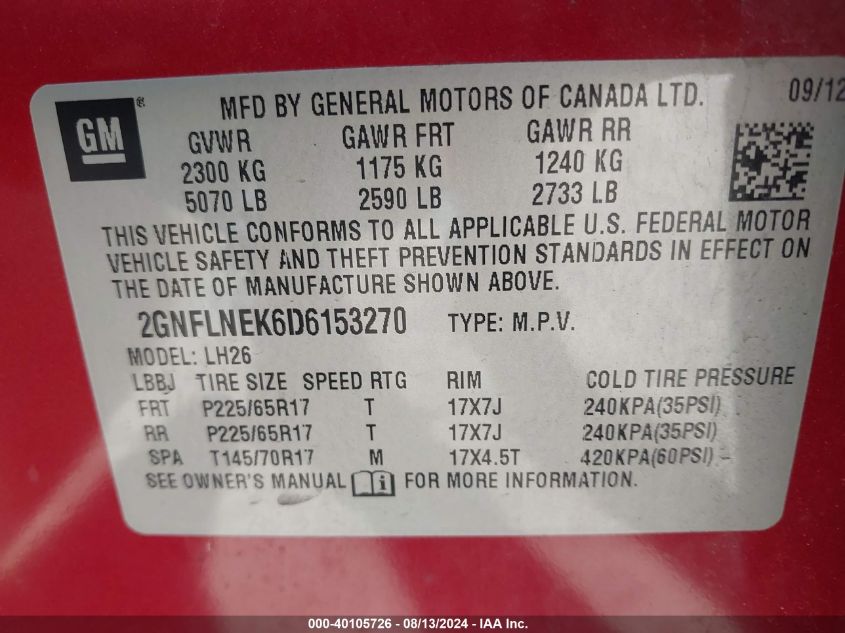 GM®
MFD BY GENERAL MOTORS OF CANADA LTD. 09/12
GVWR GAWR FRT GAWR RR
2300 KG 1175 KG 1240 KG
5070 LB 2590 LB 2733 LB
THIS VEHICLE CONFORMS TO ALL APPLICABLE U.S. FEDERAL MOTOR
VEHICLE SAFETY AND THEFT PREVENTION STANDARDS IN EFFECT ON
THE DATE OF MANUFACTURE SHOWN ABOVE.
2GNFLNEK6D6153270 TYPE: M.P.V.
MODEL: LH26
LBBJ TIRE SIZE SPEED RTG RIM COLD TIRE PRESSURE
FRT P225/65R17 T 17X7J 240KPA(35PSI)
RR P225/65R17 T 17X7J 240KPA(35PSI)
SPA T145/70R17 M 17X4.5T 420KPA(60PSI)
SEE OWNER'S MANUAL i FOR MORE INFORMATION.
000-40105726 - 08/13/2024 - IAA Inc.